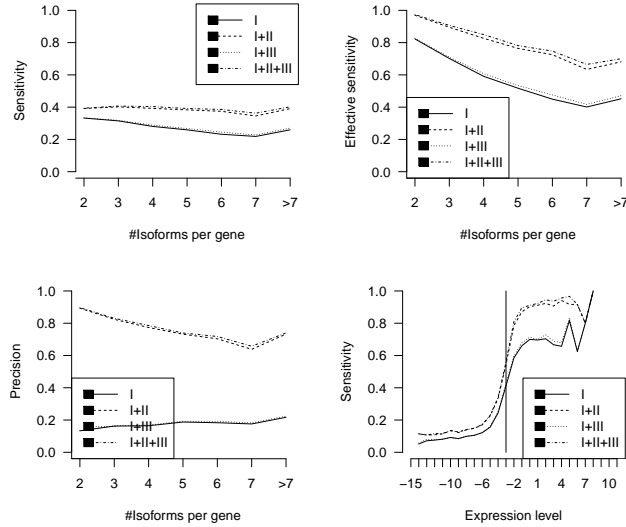 1.0
0.8
0.6
0.4
0.2
0.0
Sensitivity
I
I+II
I+III
I+II+III
2 3 4 5 6 7 >7
#Isoforms per gene
1.0
0.8
0.6
0.4
0.2
0.0
Effective sensitivity
I
I+II
I+III
I+II+III
2 3 4 5 6 7 >7
#Isoforms per gene
1.0
0.8
0.6
0.4
0.2
0.0
Precision
I
I+II
I+III
I+II+III
2 3 4 5 6 7 >7
#Isoforms per gene
1.0
0.8
0.6
0.4
0.2
0.0
Sensitivity
I
I+II
I+III
I+II+III
−15 −10 −6 −2 1 4 7 11
Expression level